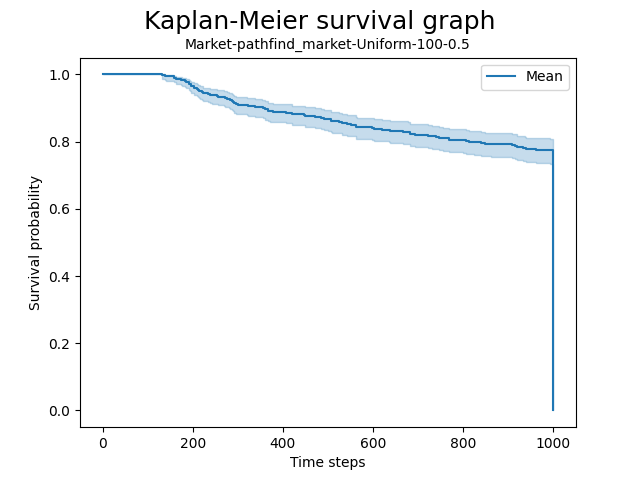 Kaplan-Meier survival graph
Market-pathfind_market-Uniform-100-0.5
Mean
1.0
0.8
0.6
0.4
0.2
0.0
Survival probability
0 200 400 600 800 1000
Time steps